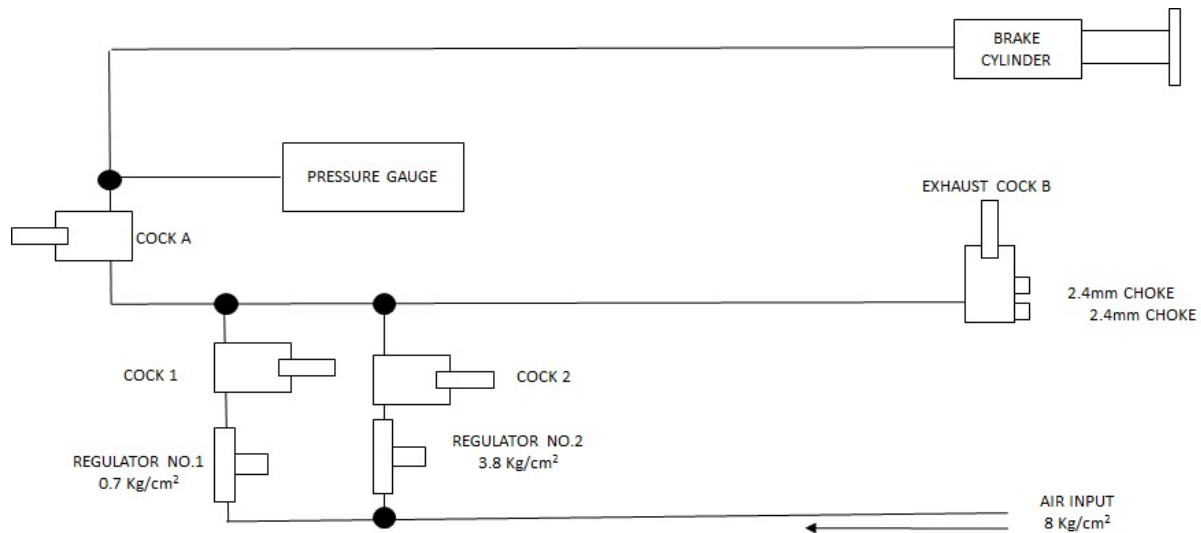 BRAKE
CYLINDER
PRESSURE GAUGE
EXHAUST COCK B
COCK A
2.4mm CHOKE
2.4mm CHOKE
COCK 1
COCK 2
REGULATOR NO.1
0.7 Kg/cm²
REGULATOR NO.2
3.8 Kg/cm²
AIR INPUT
8 Kg/cm²